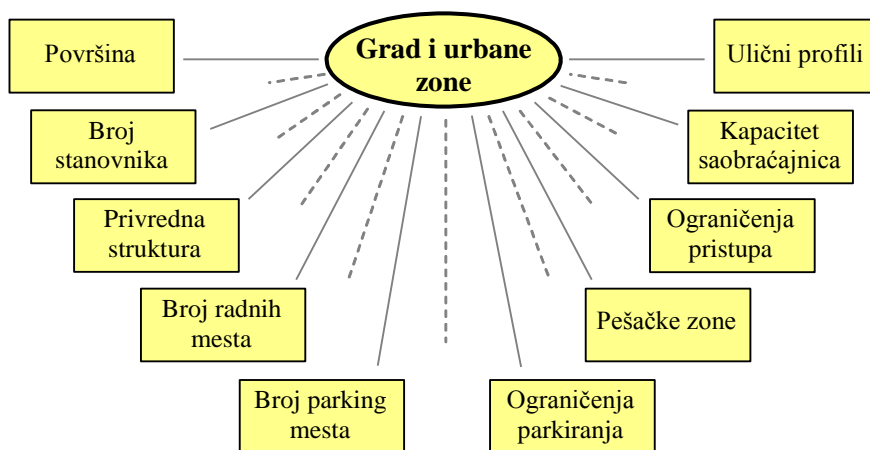 Grad i urbane
zone
Površina
Broj
stanovnika
Privredna
struktura
Broj radnih
mesta
Broj parking
mesta
Ulični profili
Kapacitet
saobraćajnica
Ograničenja
pristupa
Pešačke zone
Ograničenja
parkiranja